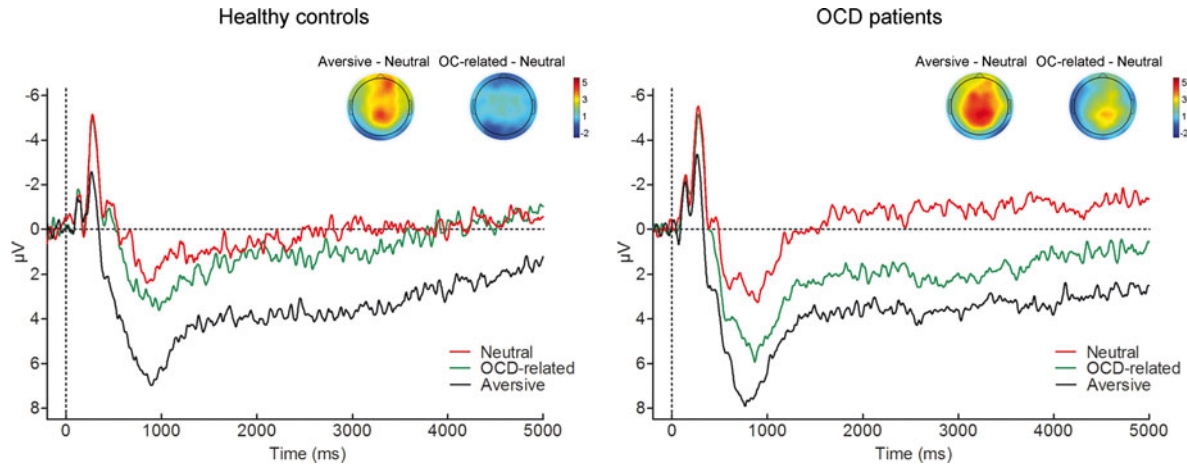 Healthy controls
Aversive - Neutral OC-related - Neutral
5
3
1
-2
-6
-4
-2
0
2
4
6
8
µV
Neutral
OCD-related
Aversive
0 1000 2000 3000 4000 5000
Time (ms)
OCD patients
Aversive - Neutral OC-related - Neutral
5
3
1
-2
-6
-4
-2
0
2
4
6
8
µV
Neutral
OCD-related
Aversive
0 1000 2000 3000 4000 5000
Time (ms)